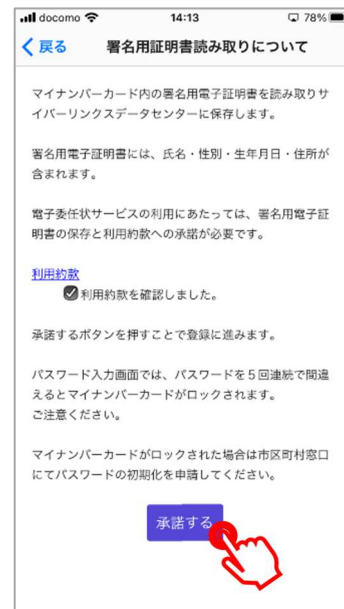 docomo 14:13 78%
戻る 署名用証明書読み取りについて
マイナンバーカード内の署名用電子証明書を読み取りサ
イバーリンクスデータセンターに保存します。
署名用電子証明書には、氏名・性別・生年月日・住所が
含まれます。
電子委任状サービスの利用にあたっては、署名用電子証
明書の保存と利用約款への承諾が必要です。
利用約款
利用約款を確認しました。
承諾するボタンを押すことで登録に進みます。
パスワード入力画面では、パスワードを5回連続で間違
えるとマイナンバーカードがロックされます。
ご注意ください。
マイナンバーカードがロックされた場合は市区町村窓口
にてパスワードの初期化を申請してください。
承諾する